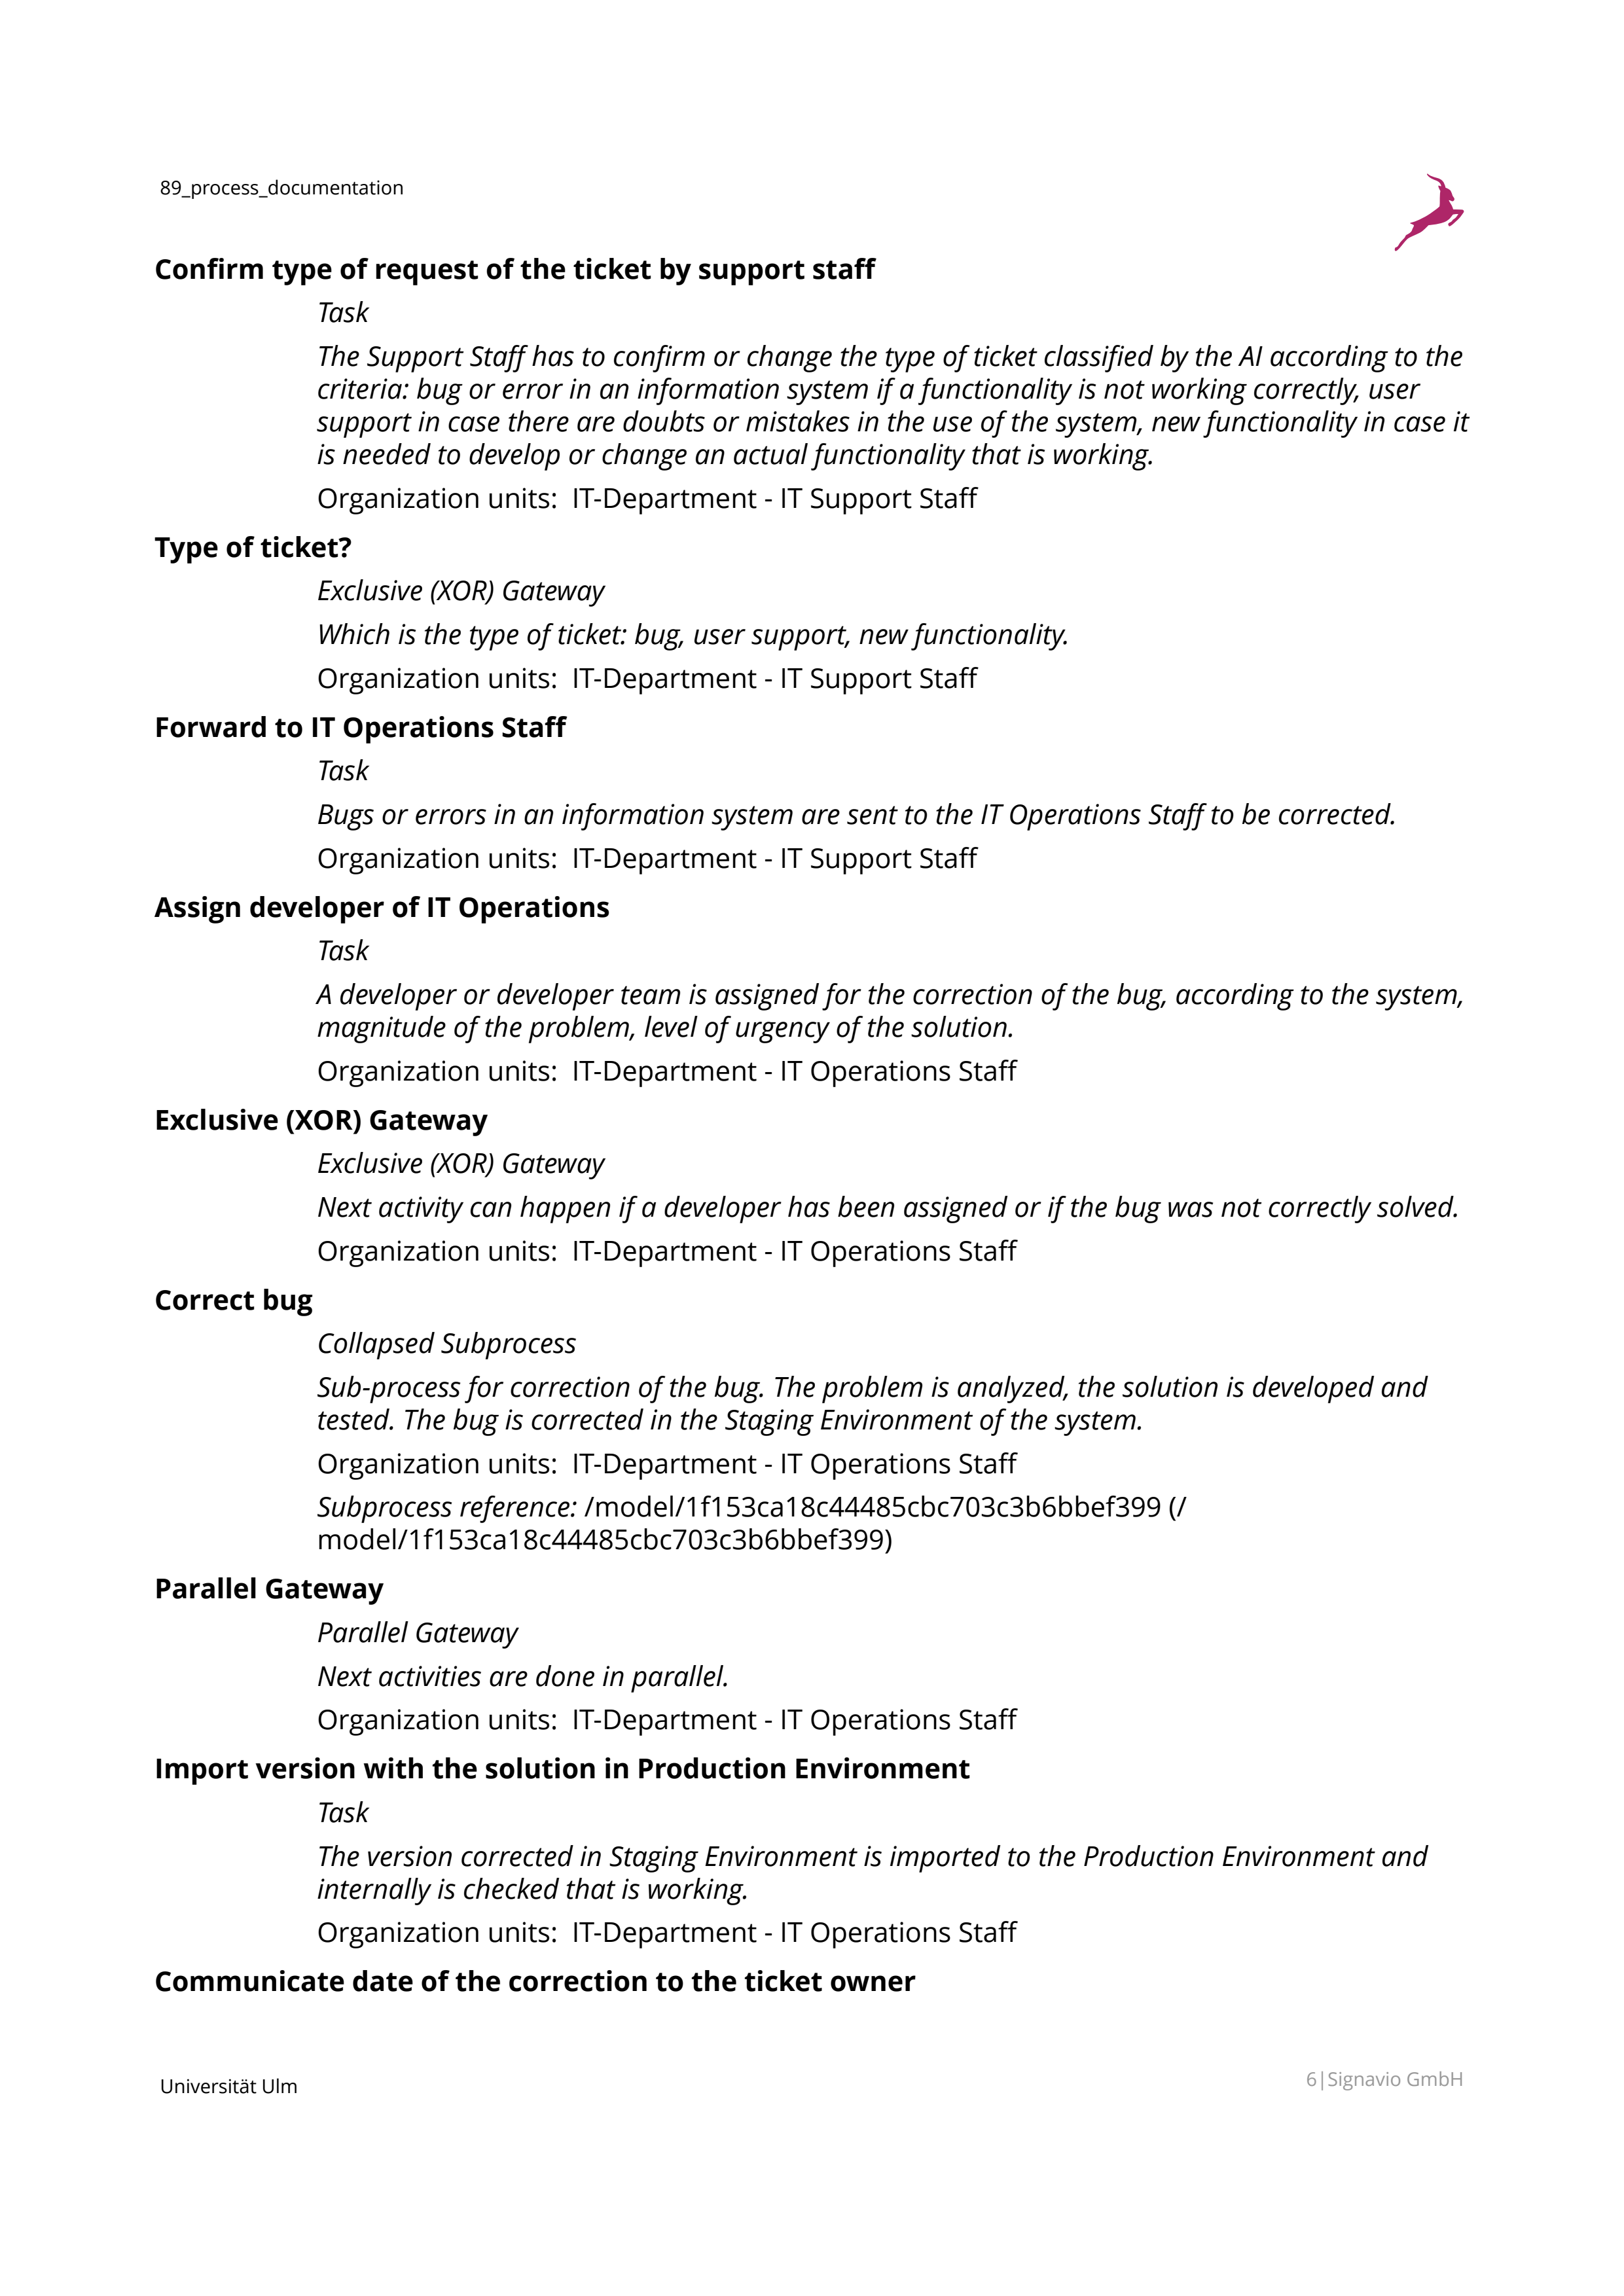 89_process_documentation
Confirm type of request of the ticket by support staff
Task
The Support Staff has to confirm or change the type of ticket classified by the AI according to the
criteria: bug or error in an information system if a functionality is not working correctly, user
support in case there are doubts or mistakes in the use of the system, new functionality in case it
is needed to develop or change an actual functionality that is working.
Organization units: IT-Department - IT Support Staff
Type of ticket?
Exclusive (XOR) Gateway
Which is the type of ticket: bug, user support, new functionality.
Organization units: IT-Department - IT Support Staff
Forward to IT Operations Staff
Task
Bugs or errors in an information system are sent to the IT Operations Staff to be corrected.
Organization units: IT-Department - IT Support Staff
Assign developer of IT Operations
Task
A developer or developer team is assigned for the correction of the bug, according to the system,
magnitude of the problem, level of urgency of the solution.
Organization units: IT-Department - IT Operations Staff
Exclusive (XOR) Gateway
Exclusive (XOR) Gateway
Next activity can happen if a developer has been assigned or if the bug was not correctly solved.
Organization units: IT-Department - IT Operations Staff
Correct bug
Collapsed Subprocess
Sub-process for correction of the bug. The problem is analyzed, the solution is developed and
tested. The bug is corrected in the Staging Environment of the system.
Organization units: IT-Department - IT Operations Staff
Subprocess reference: /model/1f153ca18c44485cbc703c3b6bbef399 (/
model/1f153ca18c44485cbc703c3b6bbef399)
Parallel Gateway
Parallel Gateway
Next activities are done in parallel.
Organization units: IT-Department - IT Operations Staff
Import version with the solution in Production Environment
Task
The version corrected in Staging Environment is imported to the Production Environment and
internally is checked that is working.
Organization units: IT-Department - IT Operations Staff
Communicate date of the correction to the ticket owner
Universität Ulm
6|Signavio GmbH